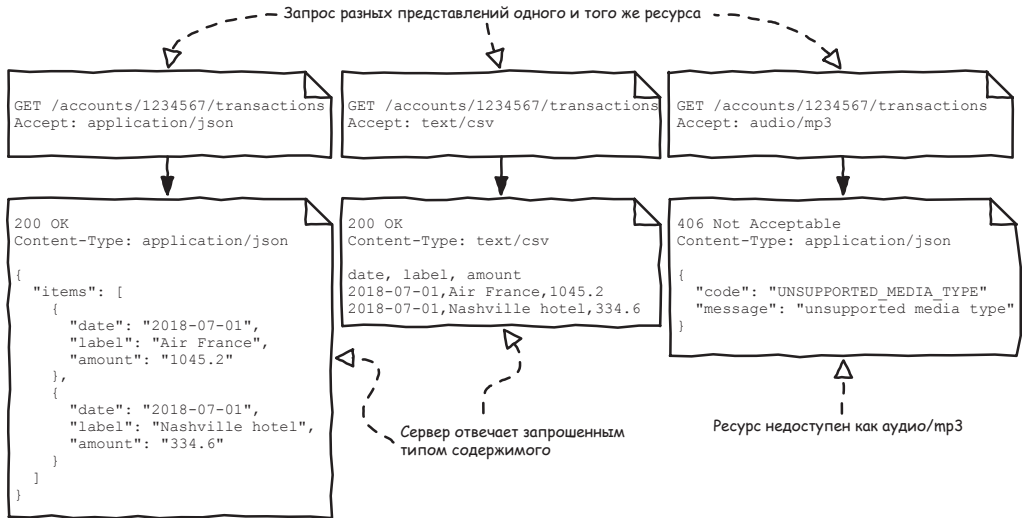 Запрос разных представлений одного и того же ресурса
GET /accounts/1234567/transactions
Accept: application/json
GET /accounts/1234567/transactions
Accept: text/csv
GET /accounts/1234567/transactions
Accept: audio/mp3
200 OK
Content-Type: application/json
{
  "items": [
    {
      "date": "2018-07-01",
      "label": "Air France",
      "amount": "1045.2"
    },
    {
      "date": "2018-07-01",
      "label": "Nashville hotel",
      "amount": "334.6"
    }
  ]
}
200 OK
Content-Type: text/csv
date, label, amount
2018-07-01,Air France,1045.2
2018-07-01,Nashville hotel,334.6
406 Not Acceptable
Content-Type: application/json
{
  "code": "UNSUPPORTED_MEDIA_TYPE"
  "message": "unsupported media type"
}
Сервер отвечает запрошенным
типом содержимого
Ресурс недоступен как аудио/mp3